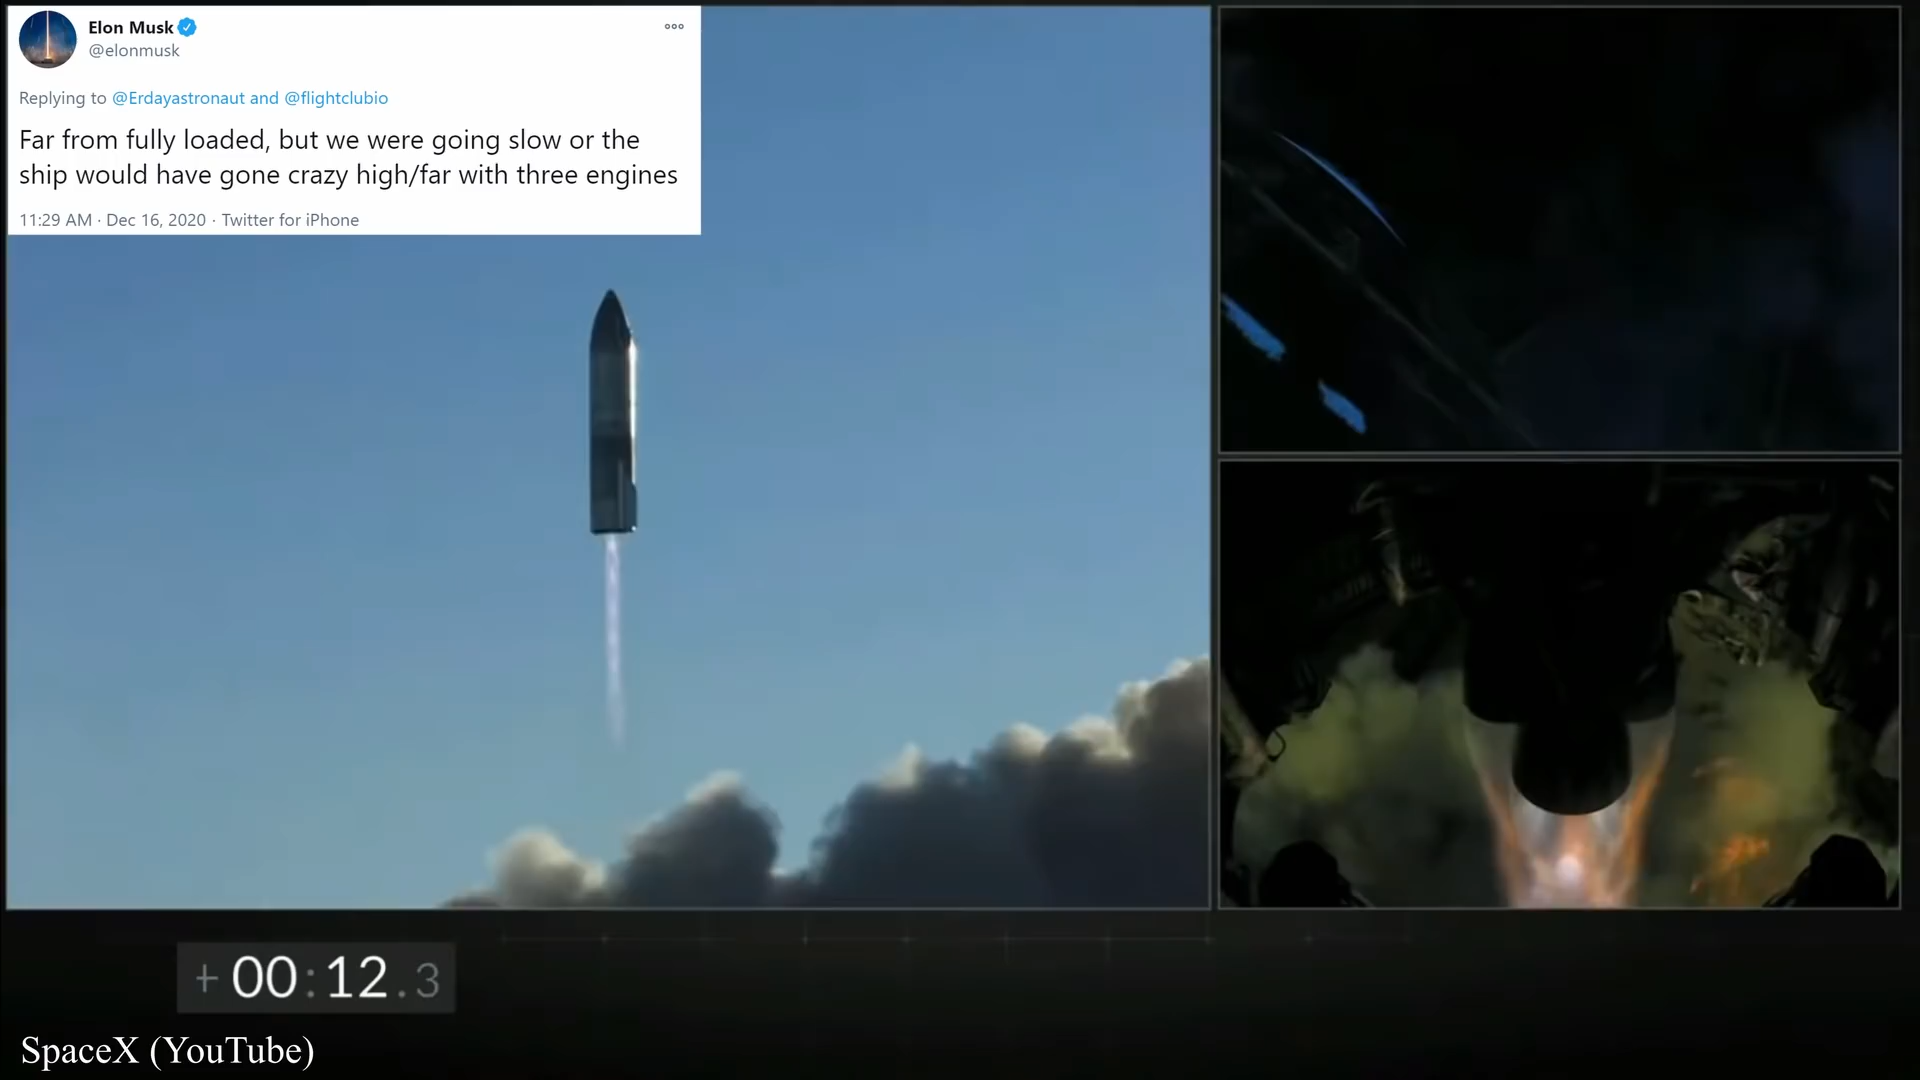 Elon Musk
@elonmusk
Replying to @Erdayastronaut and @flightclubio
Far from fully loaded, but we were going slow or the
ship would have gone crazy high/far with three engines
11:29 AM · Dec 16, 2020 · Twitter for iPhone
+ 00:12.3
SpaceX (YouTube)